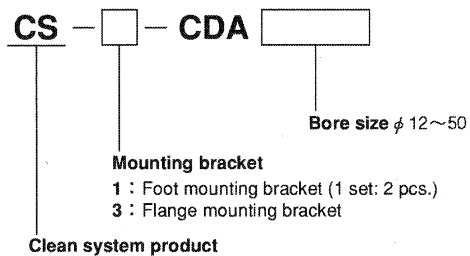 CS – □ – CDA
Bore size ϕ 12～50
Mounting bracket
1 : Foot mounting bracket (1 set: 2 pcs.)
3 : Flange mounting bracket
Clean system product